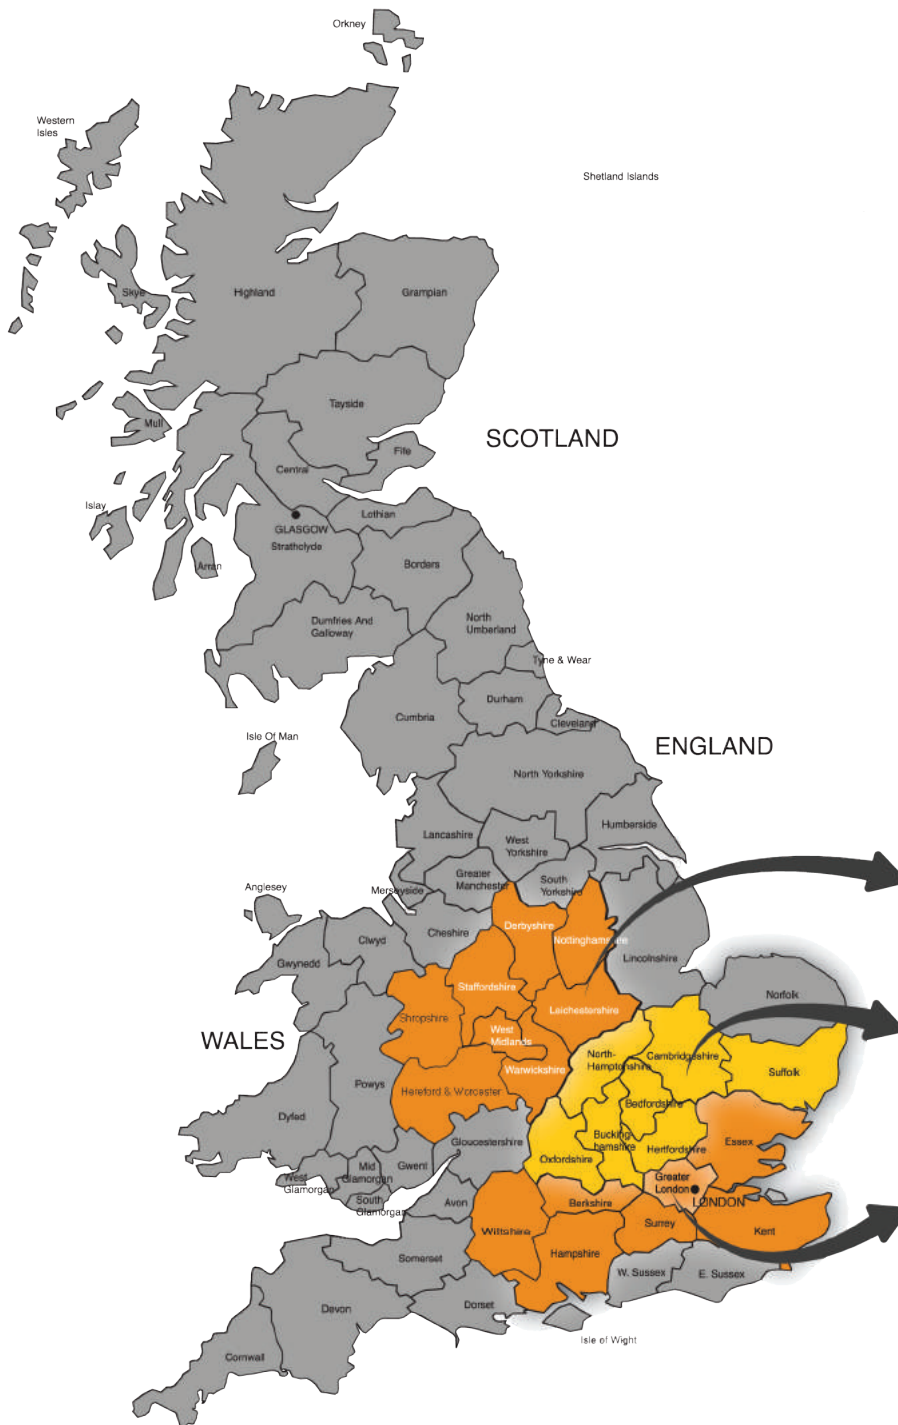 Orkney
Western
Isles
Shetland Islands
Skye
Highland
Grampian
Tayside
Mull
SCOTLAND
Fife
Central
Islay
Lothian
GLASGOW
Strathclyde
Arran
Borders
Dumfries And
Galloway
North
Umberland
Tyne & Wear
Durham
Cumbria
Cleveland
Isle Of Man
ENGLAND
North Yorkshire
Humberside
Lancashire
West
Yorkshire
Greater
Manchester
South
Yorkshire
Merseyside
Anglesey
Cheshire
Derbyshire
Nottinghamshire
Clwyd
Gwynedd
Lincolnshire
Staffordshire
Norfolk
Laichestershire
Shropshire
WALES
West
Midlands
North-
Hamptonshire
Cambridgeshire
Warwickshire
Suffolk
Powys
Hereford & Worcester
Bedfordshire
Dyfed
Gloucestershire
Bucking-
hamshire
Hertfordshire
Essex
Oxfordshire
Mid
Glamorgan
Gwent
West
Glamorgan
Greater
London
South
Glamorgan
Avon
Berkshire
LONDON
Wiltshire
Surrey
Kent
Somerset
Hampshire
W. Sussex
E. Sussex
Dorset
Devon
Isle of Wight
Cornwall